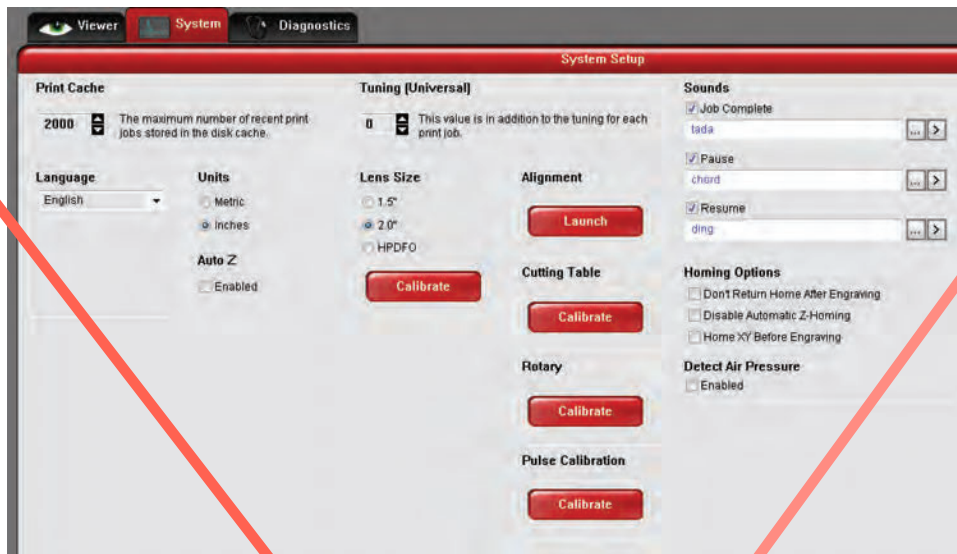 Viewer
System
Diagnostics
System Setup
Print Cache
2000
The maximum number of recent print
jobs stored in the disk cache.
Tuning (Universal)
0
This value is in addition to the tuning for each
print job.
Sounds
Job Complete
tada
...
>
Pause
chord
...
>
Resume
ding
...
>
Language
English
Units
Metric
Inches
Auto Z
Enabled
Lens Size
1.5"
2.0"
HPDFO
Calibrate
Alignment
Launch
Cutting Table
Calibrate
Rotary
Calibrate
Pulse Calibration
Calibrate
Homing Options
Don't Return Home After Engraving
Disable Automatic Z-Homing
Home XY Before Engraving
Detect Air Pressure
Enabled